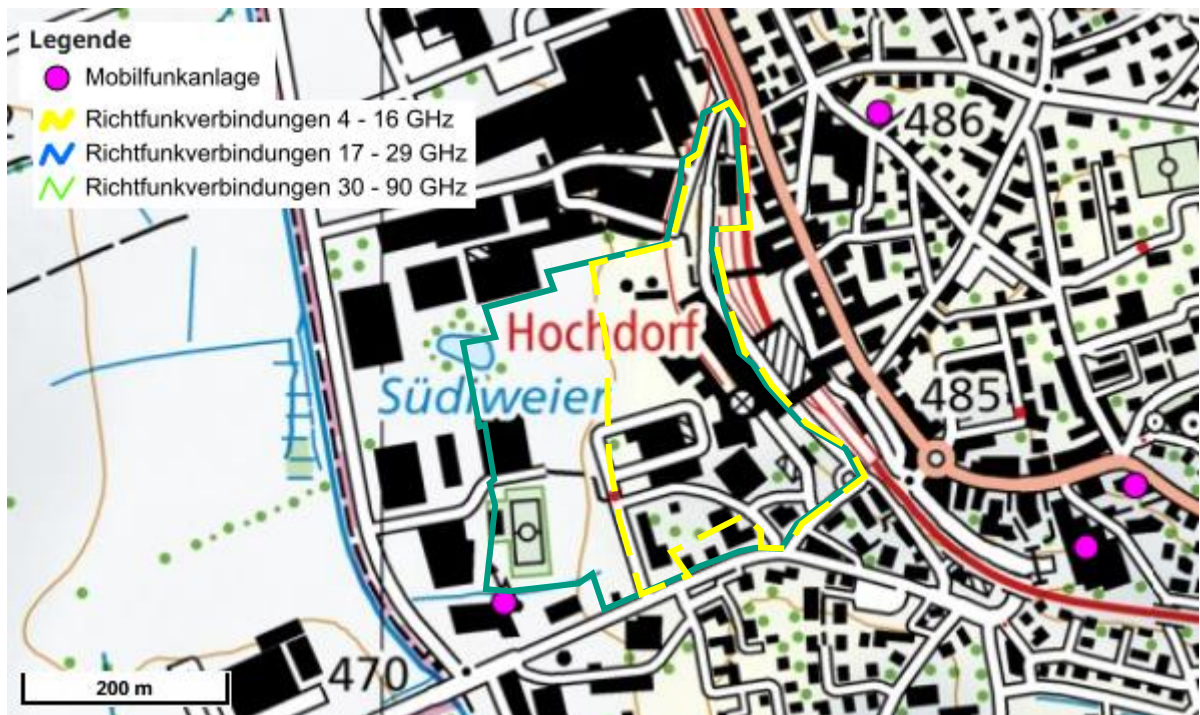 Legende
Mobilfunkanlage
Richtfunkverbindungen 4 - 16 GHz
Richtfunkverbindungen 17 - 29 GHz
Richtfunkverbindungen 30 - 90 GHz
486
Hochdorf
Südiweier
485
470
200 m